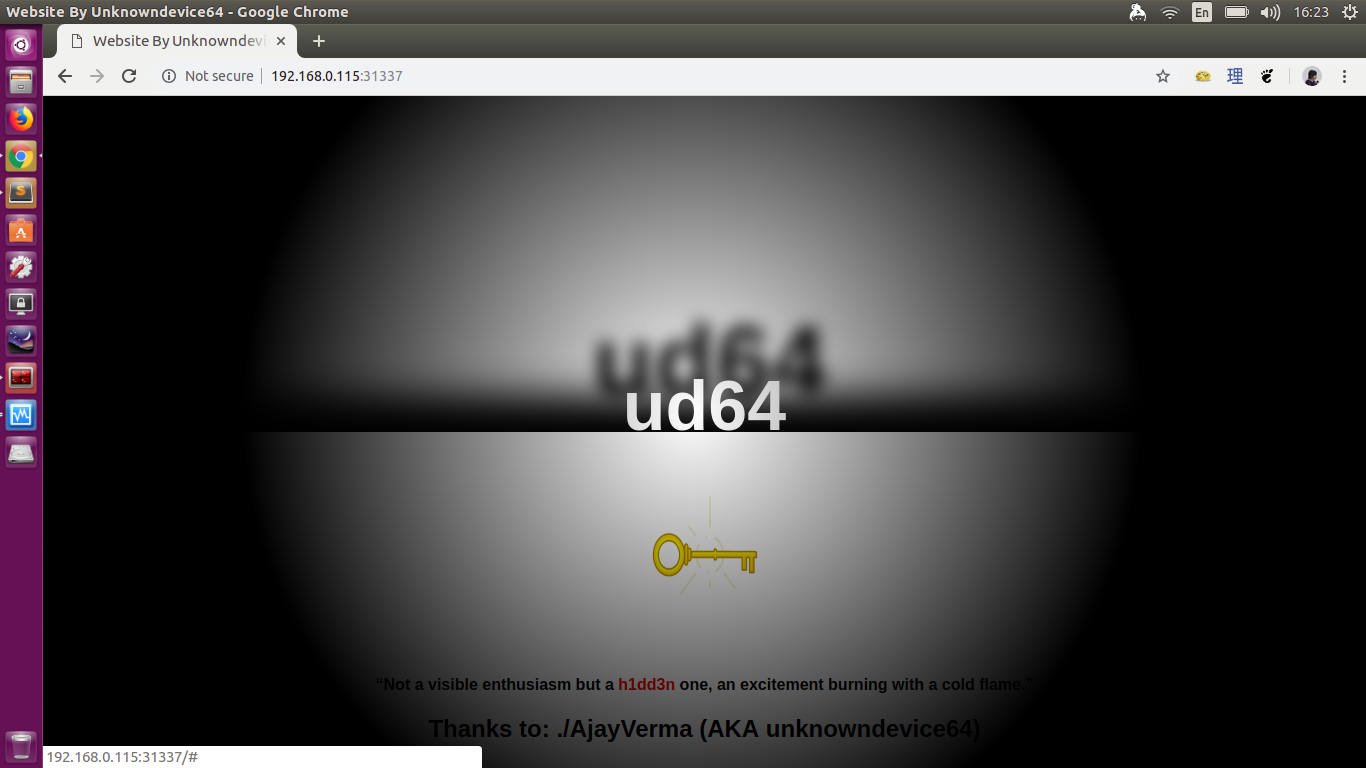 Website By Unknowndevice64 - Google Chrome
En
16:23
Website By Unknowndevi
Not secure
192.168.0.115:31337
理
ud64
ud64
“Not a visible enthusiasm but a h1dd3n one, an excitement burning with a cold flame.”
Thanks to: ./AjayVerma (AKA unknowndevice64)
192.168.0.115:31337/#